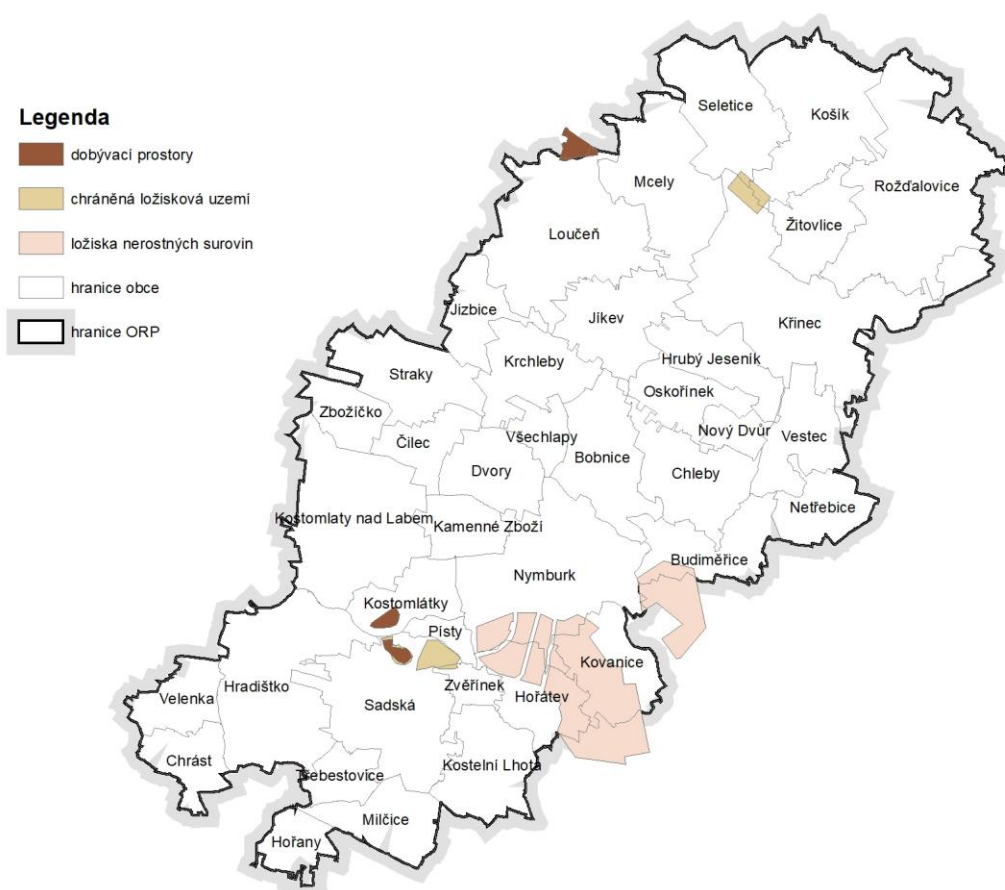 Legenda
dobývací prostory
chráněná ložisková uzemí
ložiska nerostných surovin
hranice obce
hranice ORP
Seletice
Košík
Mcely
Rožďalovice
Žitovlice
Loučeň
Jizbice
Jíkev
Křinec
Hrubý Jeseník
Krchleby
Straky
Oskořínek
Zbožíčko
Nový Dvůr
Všechlapy
Vestec
Čilec
Bobnice
Dvory
Chleby
Netřebice
Kostomlaty nad Labem
Kamenné Zboží
Budiměřice
Nymburk
Kostomlátky
Písty
Kovanice
Zvěřínek
Hořátev
Hradištko
Velenka
Sadská
Chrást
Kostelní Lhota
Třebestovice
Milčice
Hořany